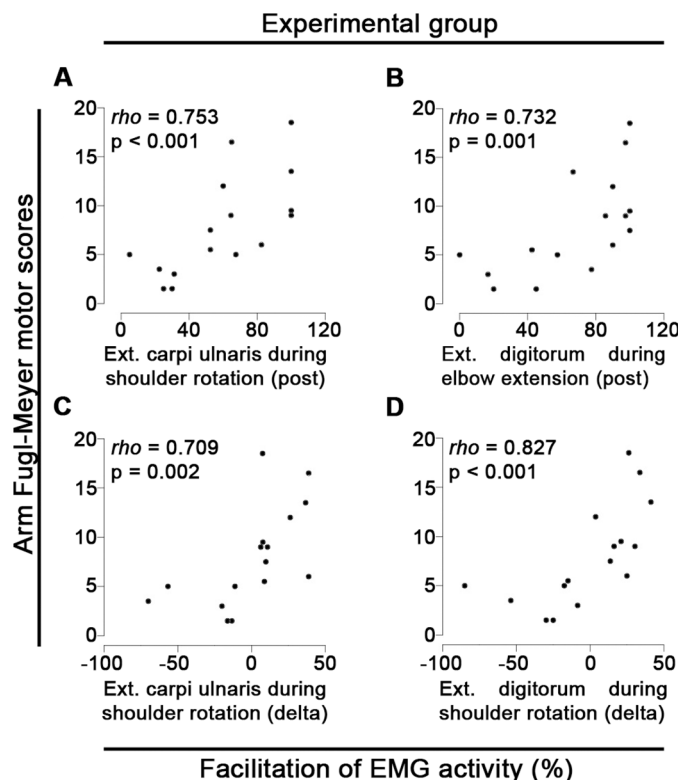 Experimental group
A
B
Arm Fugl-Meyer motor scores
20
15
10
5
0
rho = 0.753
p < 0.001
0 40 80 120
Ext. carpi ulnaris during
shoulder rotation (post)
20
15
10
5
0
rho = 0.732
p = 0.001
0 40 80 120
Ext. digitorum during
elbow extension (post)
C
D
20
15
10
5
0
rho = 0.709
p = 0.002
-100 -50 0 50
Ext. carpi ulnaris during
shoulder rotation (delta)
20
15
10
5
0
rho = 0.827
p < 0.001
-100 -50 0 50
Ext. digitorum during
shoulder rotation (delta)
Facilitation of EMG activity (%)